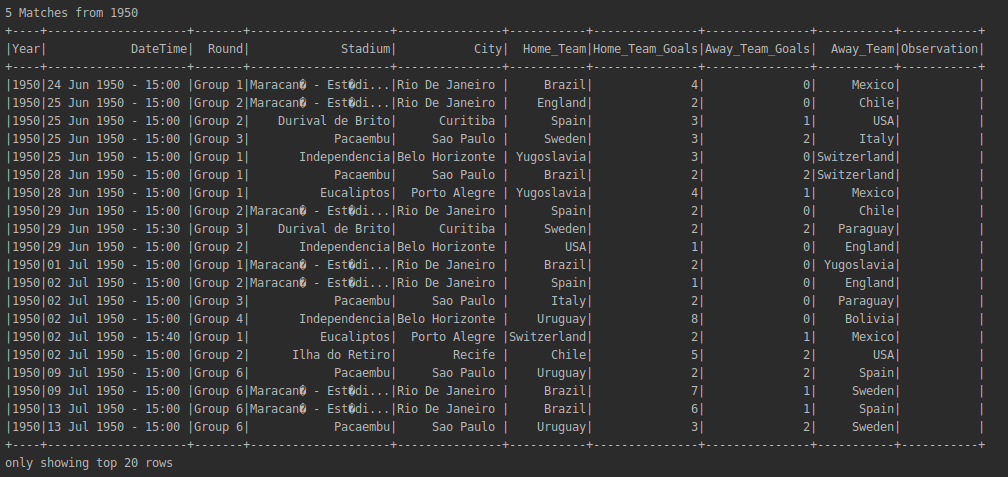 5 Matches from 1950
+----+--------------------+-------+--------------------+---------------+-----------+---------------+---------------+-----------+-----------+
|Year|            DateTime|  Round|             Stadium|           City|  Home_Team|Home_Team_Goals|Away_Team_Goals|  Away_Team|Observation|
+----+--------------------+-------+--------------------+---------------+-----------+---------------+---------------+-----------+-----------+
|1950|24 Jun 1950 - 15:00 |Group 1|Maracan� - Est�di...|Rio De Janeiro |     Brazil|              4|              0|     Mexico|           |
|1950|25 Jun 1950 - 15:00 |Group 2|Maracan� - Est�di...|Rio De Janeiro |    England|              2|              0|      Chile|           |
|1950|25 Jun 1950 - 15:00 |Group 2|    Durival de Brito|      Curitiba |      Spain|              3|              1|        USA|           |
|1950|25 Jun 1950 - 15:00 |Group 3|            Pacaembu|     Sao Paulo |     Sweden|              3|              2|      Italy|           |
|1950|25 Jun 1950 - 15:00 |Group 1|       Independencia|Belo Horizonte | Yugoslavia|              3|              0|Switzerland|           |
|1950|28 Jun 1950 - 15:00 |Group 1|            Pacaembu|     Sao Paulo |     Brazil|              2|              2|Switzerland|           |
|1950|28 Jun 1950 - 15:00 |Group 1|          Eucaliptos|  Porto Alegre | Yugoslavia|              4|              1|     Mexico|           |
|1950|29 Jun 1950 - 15:00 |Group 2|Maracan� - Est�di...|Rio De Janeiro |      Spain|              2|              0|      Chile|           |
|1950|29 Jun 1950 - 15:30 |Group 3|    Durival de Brito|      Curitiba |     Sweden|              2|              2|   Paraguay|           |
|1950|29 Jun 1950 - 15:00 |Group 2|       Independencia|Belo Horizonte |        USA|              1|              0|    England|           |
|1950|01 Jul 1950 - 15:00 |Group 1|Maracan� - Est�di...|Rio De Janeiro |     Brazil|              2|              0| Yugoslavia|           |
|1950|02 Jul 1950 - 15:00 |Group 2|Maracan� - Est�di...|Rio De Janeiro |      Spain|              1|              0|    England|           |
|1950|02 Jul 1950 - 15:00 |Group 3|            Pacaembu|     Sao Paulo |      Italy|              2|              0|   Paraguay|           |
|1950|02 Jul 1950 - 15:00 |Group 4|       Independencia|Belo Horizonte |    Uruguay|              8|              0|    Bolivia|           |
|1950|02 Jul 1950 - 15:40 |Group 1|          Eucaliptos|  Porto Alegre |Switzerland|              2|              1|     Mexico|           |
|1950|02 Jul 1950 - 15:00 |Group 2|      Ilha do Retiro|        Recife |      Chile|              5|              2|        USA|           |
|1950|09 Jul 1950 - 15:00 |Group 6|            Pacaembu|     Sao Paulo |    Uruguay|              2|              2|      Spain|           |
|1950|09 Jul 1950 - 15:00 |Group 6|Maracan� - Est�di...|Rio De Janeiro |     Brazil|              7|              1|     Sweden|           |
|1950|13 Jul 1950 - 15:00 |Group 6|Maracan� - Est�di...|Rio De Janeiro |     Brazil|              6|              1|      Spain|           |
|1950|13 Jul 1950 - 15:00 |Group 6|            Pacaembu|     Sao Paulo |    Uruguay|              3|              2|     Sweden|           |
+----+--------------------+-------+--------------------+---------------+-----------+---------------+---------------+-----------+-----------+
only showing top 20 rows